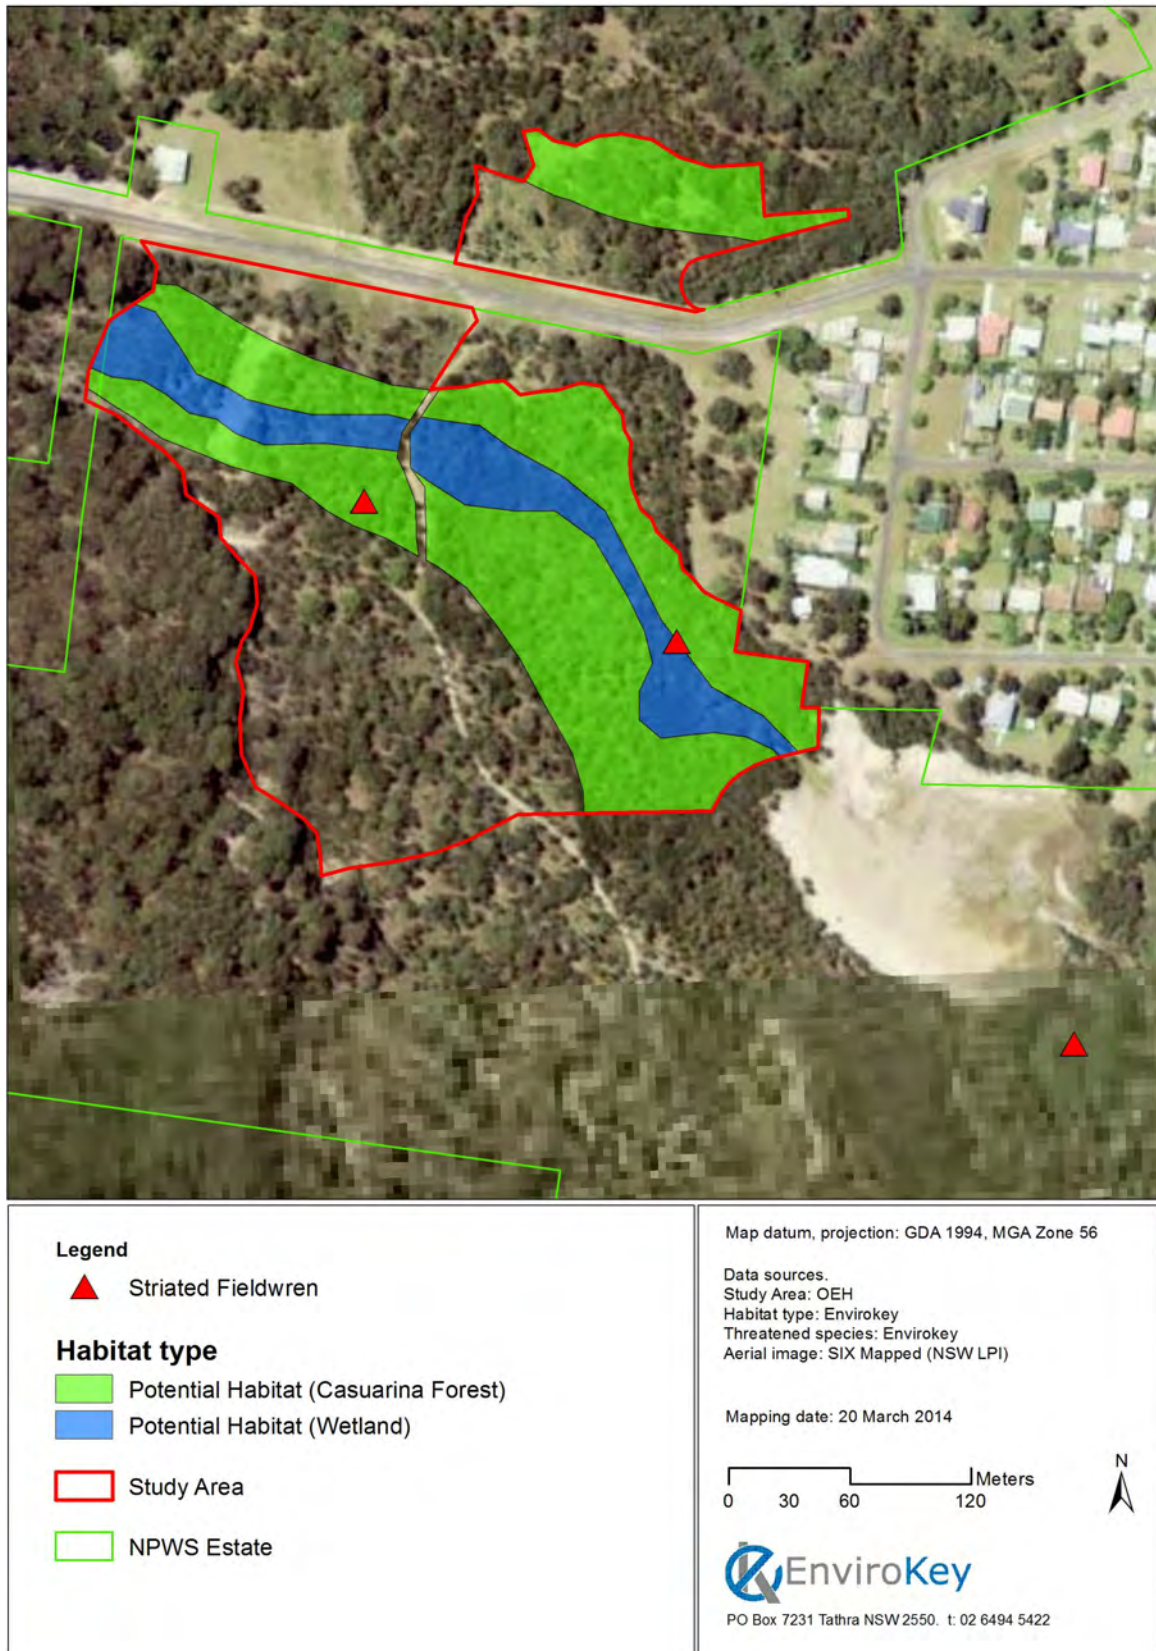 Legend
Striated Fieldwren
Habitat type
Potential Habitat (Casuarina Forest)
Potential Habitat (Wetland)
Study Area
NPWS Estate
Map datum, projection: GDA 1994, MGA Zone 56
Data sources.
Study Area: OEH
Habitat type: Envirokey
Threatened species: Envirokey
Aerial image: SIX Mapped (NSW LPI)
Mapping date: 20 March 2014
Meters
0 30 60 120
N
EnviroKey
PO Box 7231 Tathra NSW 2550. t: 02 6494 5422